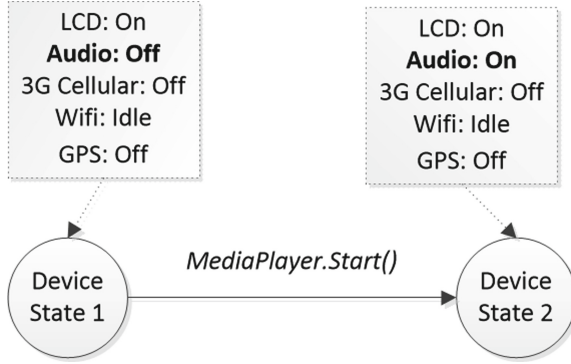 LCD: On
Audio: Off
3G Cellular: Off
Wifi: Idle
GPS: Off
LCD: On
Audio: On
3G Cellular: Off
Wifi: Idle
GPS: Off
MediaPlayer.Start()
Device
State 1
Device
State 2